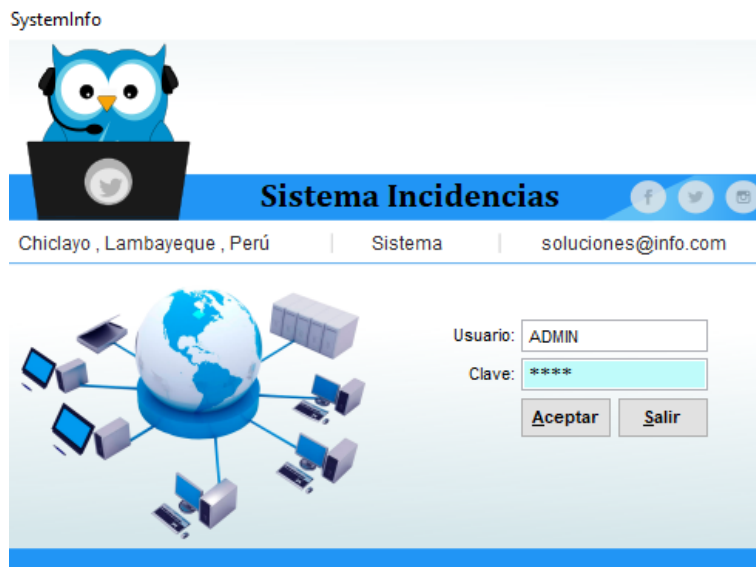 SystemInfo
Sistema Incidencias
Chiclayo , Lambayeque , Perú | Sistema | soluciones@info.com
Usuario: ADMIN
Clave: ****
Aceptar Salir